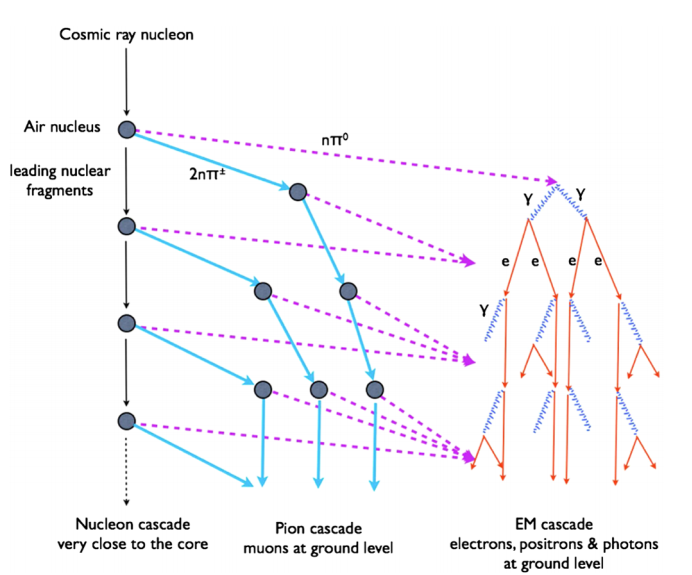 Cosmic ray nucleon
Air nucleus
nπ⁰
leading nuclear
fragments
2nπ±
γ
γ
e
e
e
e
γ
Nucleon cascade
very close to the core
Pion cascade
muons at ground level
EM cascade
electrons, positrons & photons
at ground level